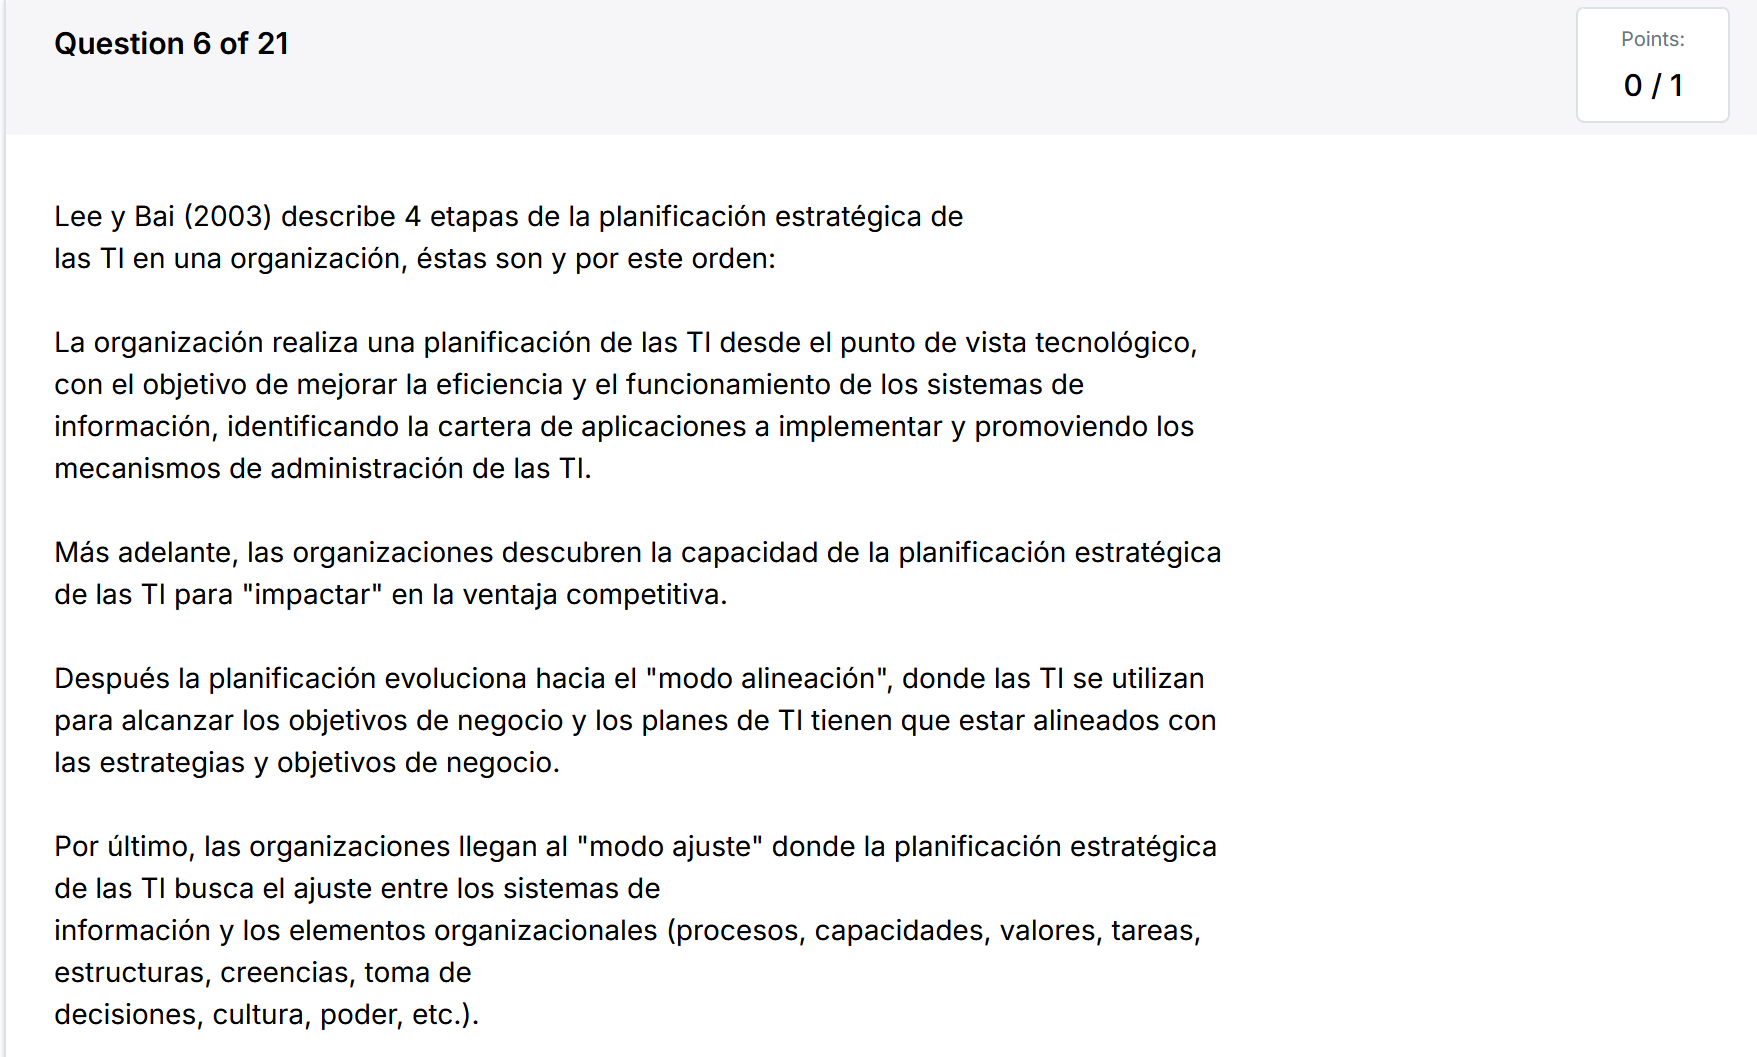 Question 6 of 21
Points:
0 / 1
Lee y Bai (2003) describe 4 etapas de la planificación estratégica de
las TI en una organización, éstas son y por este orden:
La organización realiza una planificación de las TI desde el punto de vista tecnológico,
con el objetivo de mejorar la eficiencia y el funcionamiento de los sistemas de
información, identificando la cartera de aplicaciones a implementar y promoviendo los
mecanismos de administración de las TI.
Más adelante, las organizaciones descubren la capacidad de la planificación estratégica
de las TI para "impactar" en la ventaja competitiva.
Después la planificación evoluciona hacia el "modo alineación", donde las TI se utilizan
para alcanzar los objetivos de negocio y los planes de TI tienen que estar alineados con
las estrategias y objetivos de negocio.
Por último, las organizaciones llegan al "modo ajuste" donde la planificación estratégica
de las TI busca el ajuste entre los sistemas de
información y los elementos organizacionales (procesos, capacidades, valores, tareas,
estructuras, creencias, toma de
decisiones, cultura, poder, etc.).